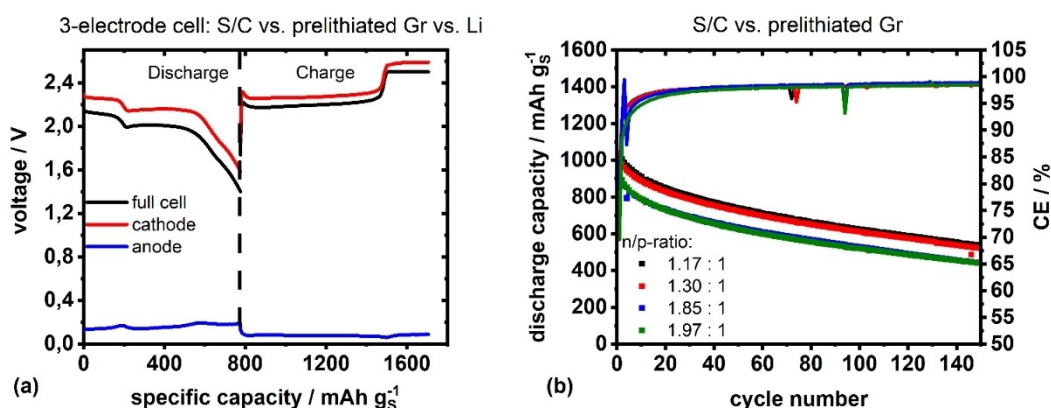 3-electrode cell: S/C vs. prelithiated Gr vs. Li
Discharge
Charge
voltage / V
2,4
2,0
1,6
1,2
0,8
0,4
0,0
full cell
cathode
anode
0
400
800
1200
1600
(a)
specific capacity / mAh g_S^-1
S/C vs. prelithiated Gr
discharge capacity / mAh g_S^-1
1600
1400
1200
1000
800
600
400
200
0
n/p-ratio:
1.17 : 1
1.30 : 1
1.85 : 1
1.97 : 1
105
100
95
90
85
80
75
70
65
60
55
50
CE / %
0
20
40
60
80
100
120
140
(b)
cycle number